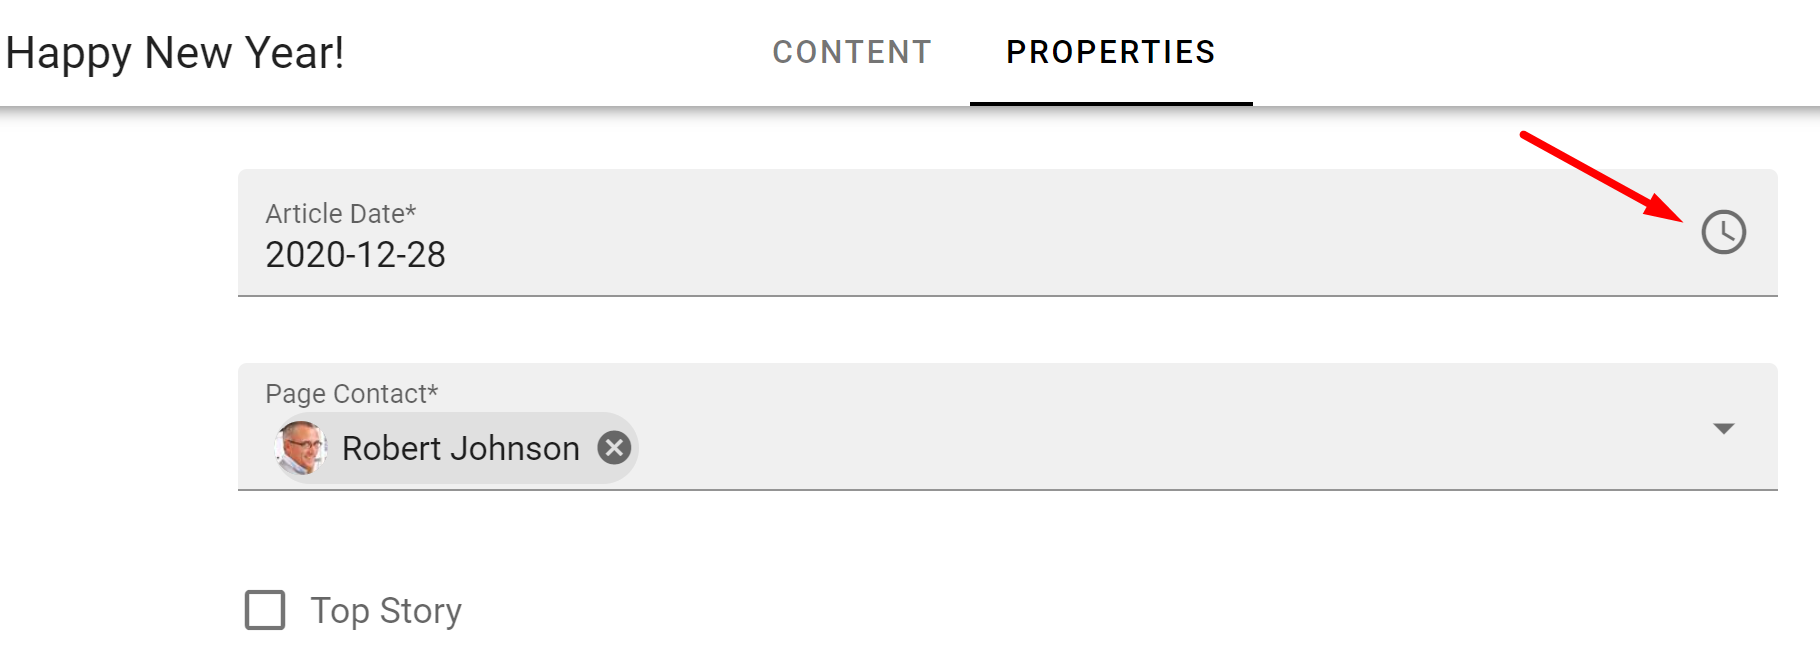 Happy New Year!
CONTENT
PROPERTIES
Article Date*
2020-12-28
Page Contact*
Robert Johnson
Top Story